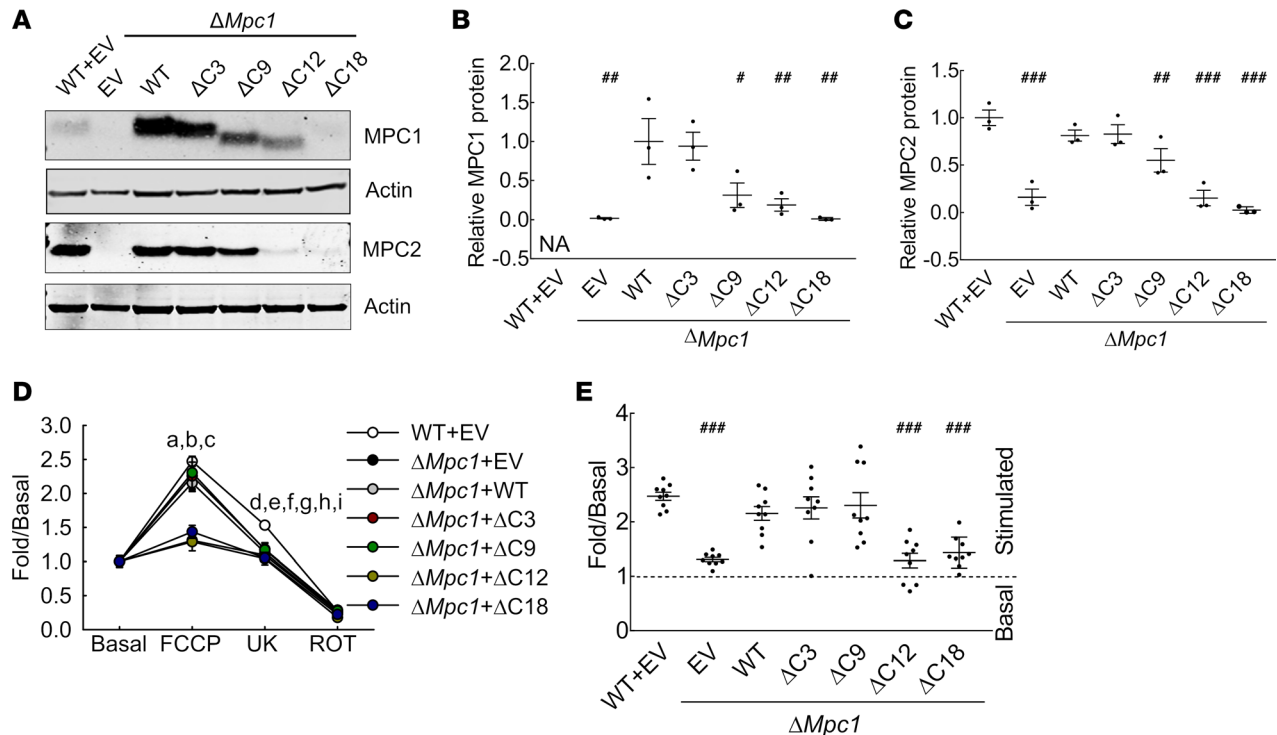 A
ΔMpc1
WT+EV
EV
WT
ΔC3
ΔC9
ΔC12
ΔC18
MPC1
Actin
MPC2
Actin
B
Relative MPC1 protein
2.0
1.5
1.0
0.5
0.0
-0.5
## # ## ##
NA
WT+EV
EV
WT
ΔC3
ΔC9
ΔC12
ΔC18
ΔMpc1
C
Relative MPC2 protein
1.5
1.0
0.5
0.0
-0.5
### ## ### ###
WT+EV
EV
WT
ΔC3
ΔC9
ΔC12
ΔC18
ΔMpc1
D
Fold/Basal
3.0
2.5
2.0
1.5
1.0
0.5
0.0
a,b,c
d,e,f,g,h,i
Basal FCCP UK ROT
WT+EV
ΔMpc1+EV
ΔMpc1+WT
ΔMpc1+ΔC3
ΔMpc1+ΔC9
ΔMpc1+ΔC12
ΔMpc1+ΔC18
E
Fold/Basal
4
3
2
1
0
### ### ###
Stimulated
Basal
WT+EV
EV
WT
ΔC3
ΔC9
ΔC12
ΔC18
ΔMpc1